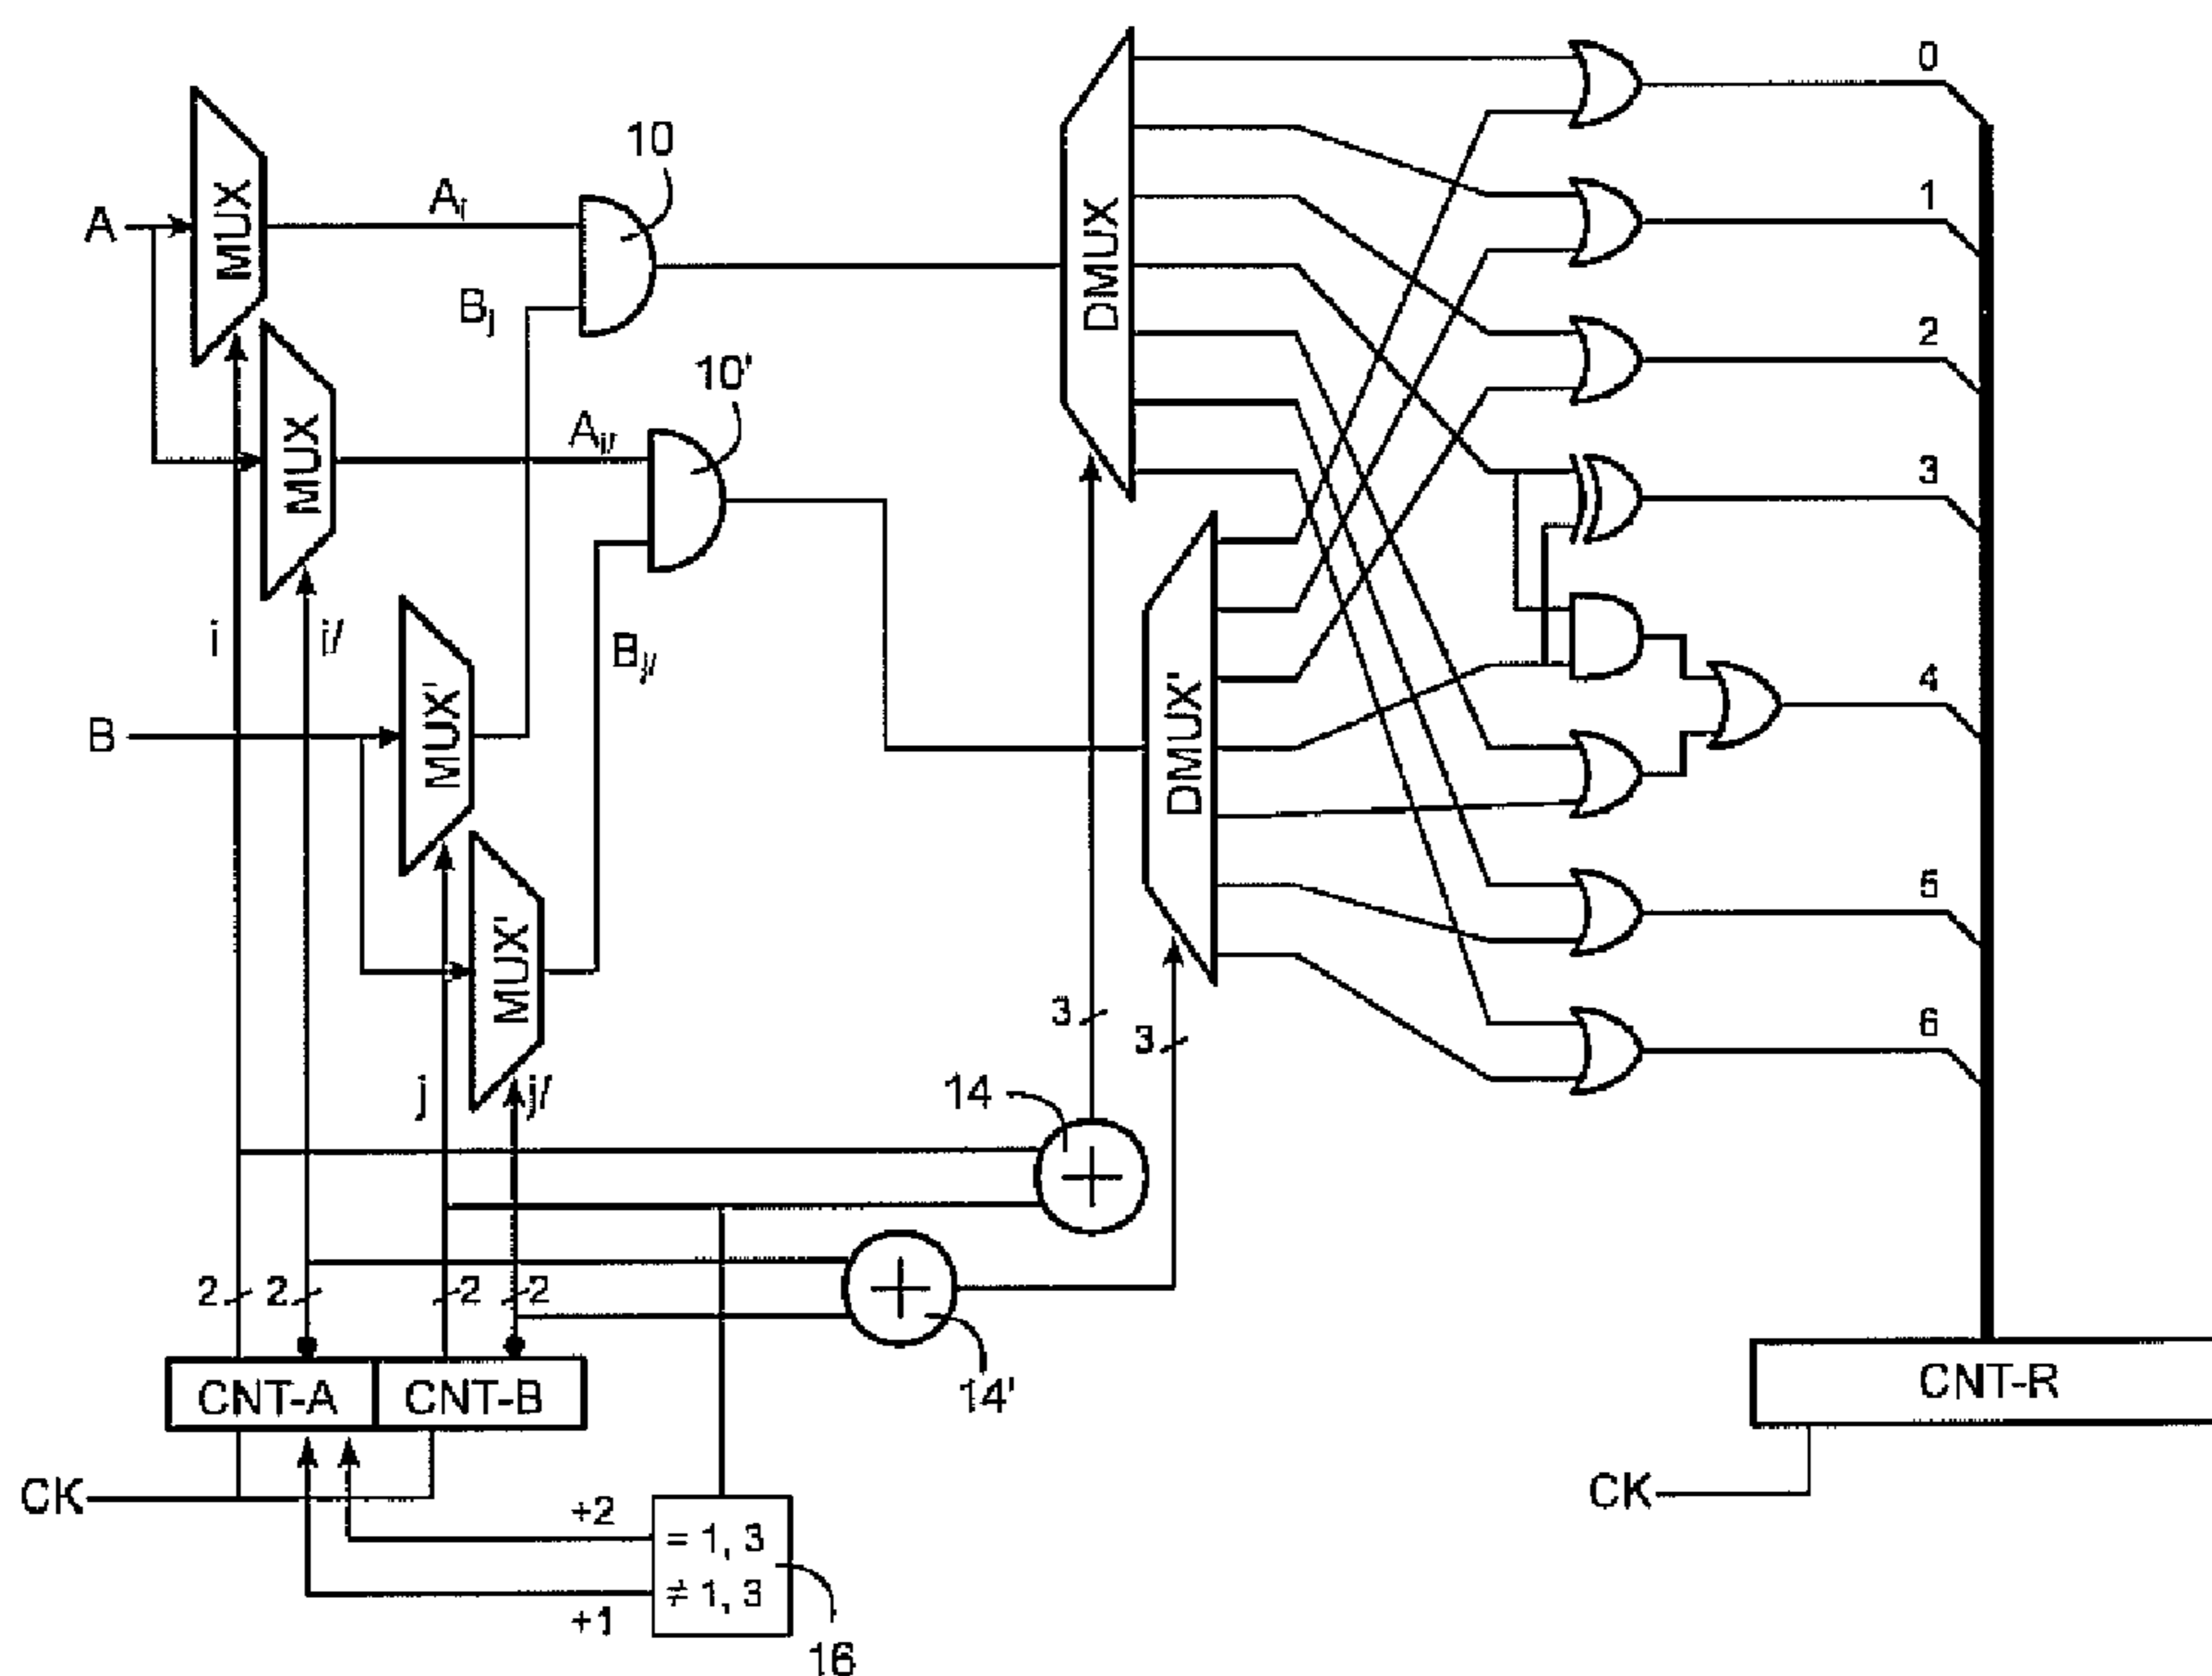 0
10
A
MUX
Ai
DMUX
1
Bj
2
10'
MUX
Ai/
3
i
i/
Bj/
4
B
MUX'
DMUX'
5
MUX'
3
3
6
j
j/
14
2
2
2
2
14'
CNT-A
CNT-B
CNT-R
CK
+2
= 1, 3
CK
≠ 1, 3
+1
16